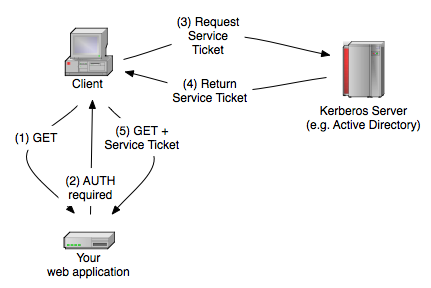 (3) Request
Service
Ticket
Client
(4) Return
Service Ticket
Kerberos Server
(e.g. Active Directory)
(1) GET
(5) GET +
Service Ticket
(2) AUTH
required
Your
web application